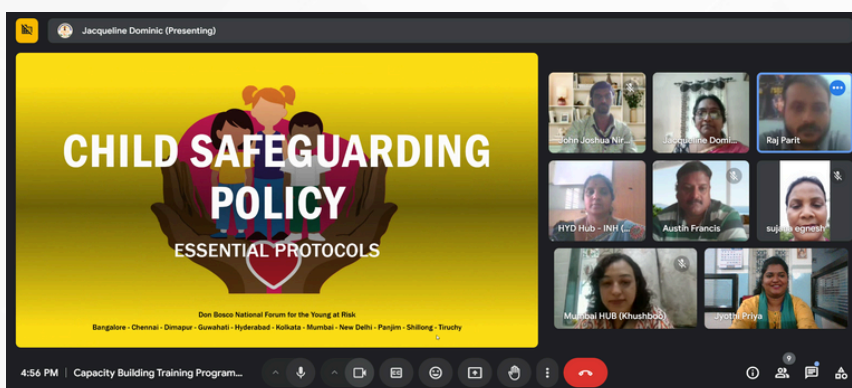 Jacqueline Dominic (Presenting)
CHILD SAFEGUARDING
POLICY
ESSENTIAL PROTOCOLS
Don Bosco National Forum for the Young at Risk
Bangalore - Chennai - Dimapur - Guwahati - Hyderabad - Kolkata - Mumbai - New Delhi - Panjim - Shillong - Tiruchy
John Joshua Nir...
Jacqueline Domi...
Raj Parit
HYD Hub - INH (...
Austin Francis
sujana egnesh
Mumbai HUB (Khushboo)
Jyothi Priya
4:56 PM | Capacity Building Training Program...
9